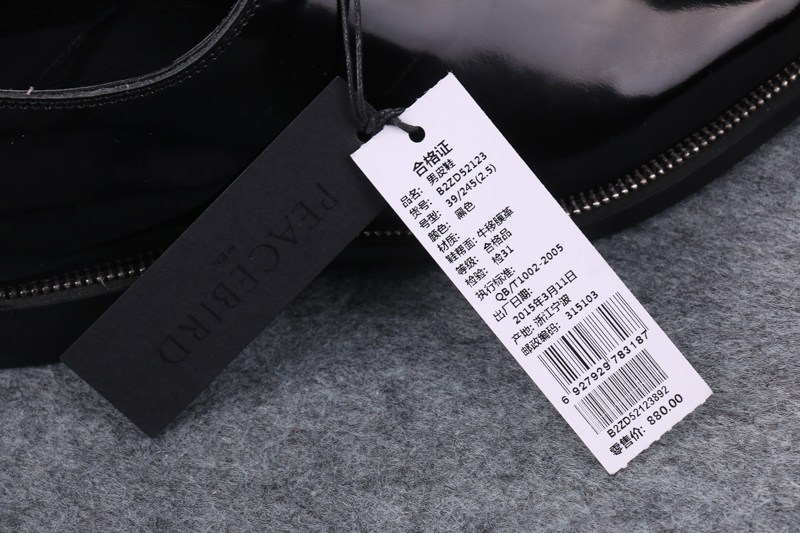 PEACEBIRD
合格证
品名: 男皮鞋
货号: B2ZD52123
号型: 39/245(2.5)
颜色: 黑色
材质:
鞋帮面: 牛移膜革
等级: 合格品
检验: 检31
执行标准:
QB/T1002-2005
出厂日期:
2015年3月11日
产地: 浙江宁波
邮政编码: 315103
6 927929 783187
B2ZD52123892
零售价: 880.00